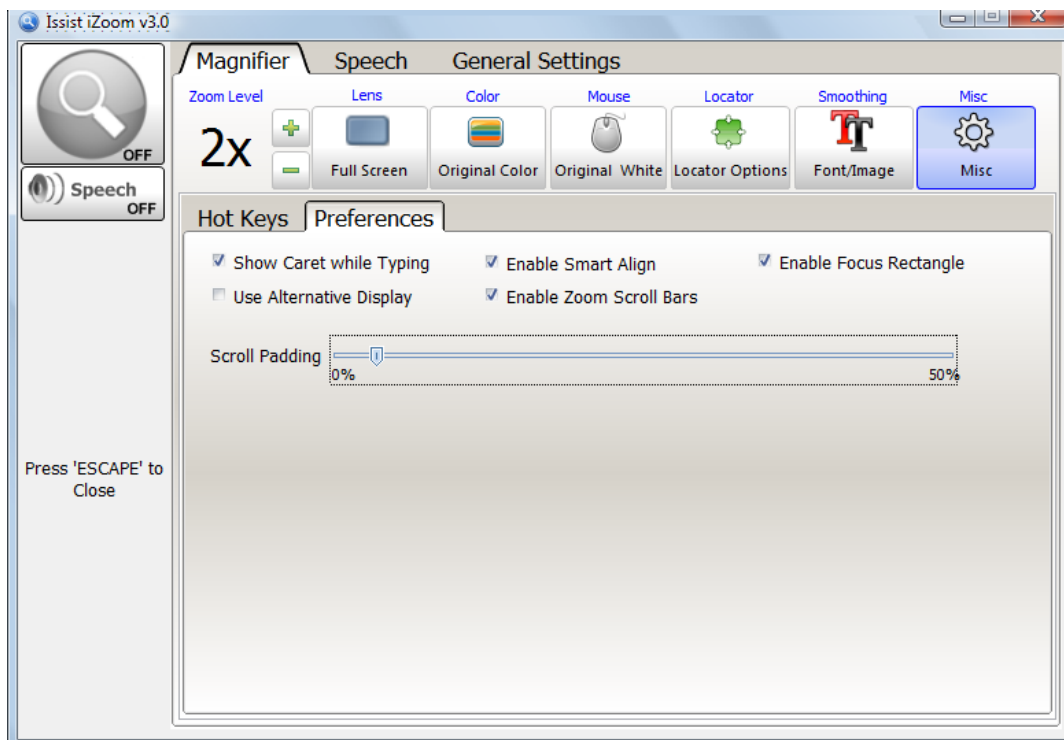 Issist iZoom v3.0
OFF
Speech
OFF
Press 'ESCAPE' to
Close
Magnifier Speech General Settings
Zoom Level Lens Color Mouse Locator Smoothing Misc
2x
Full Screen Original Color Original White Locator Options Font/Image Misc
Hot Keys Preferences
Show Caret while Typing Enable Smart Align Enable Focus Rectangle
Use Alternative Display Enable Zoom Scroll Bars
Scroll Padding
0% 50%